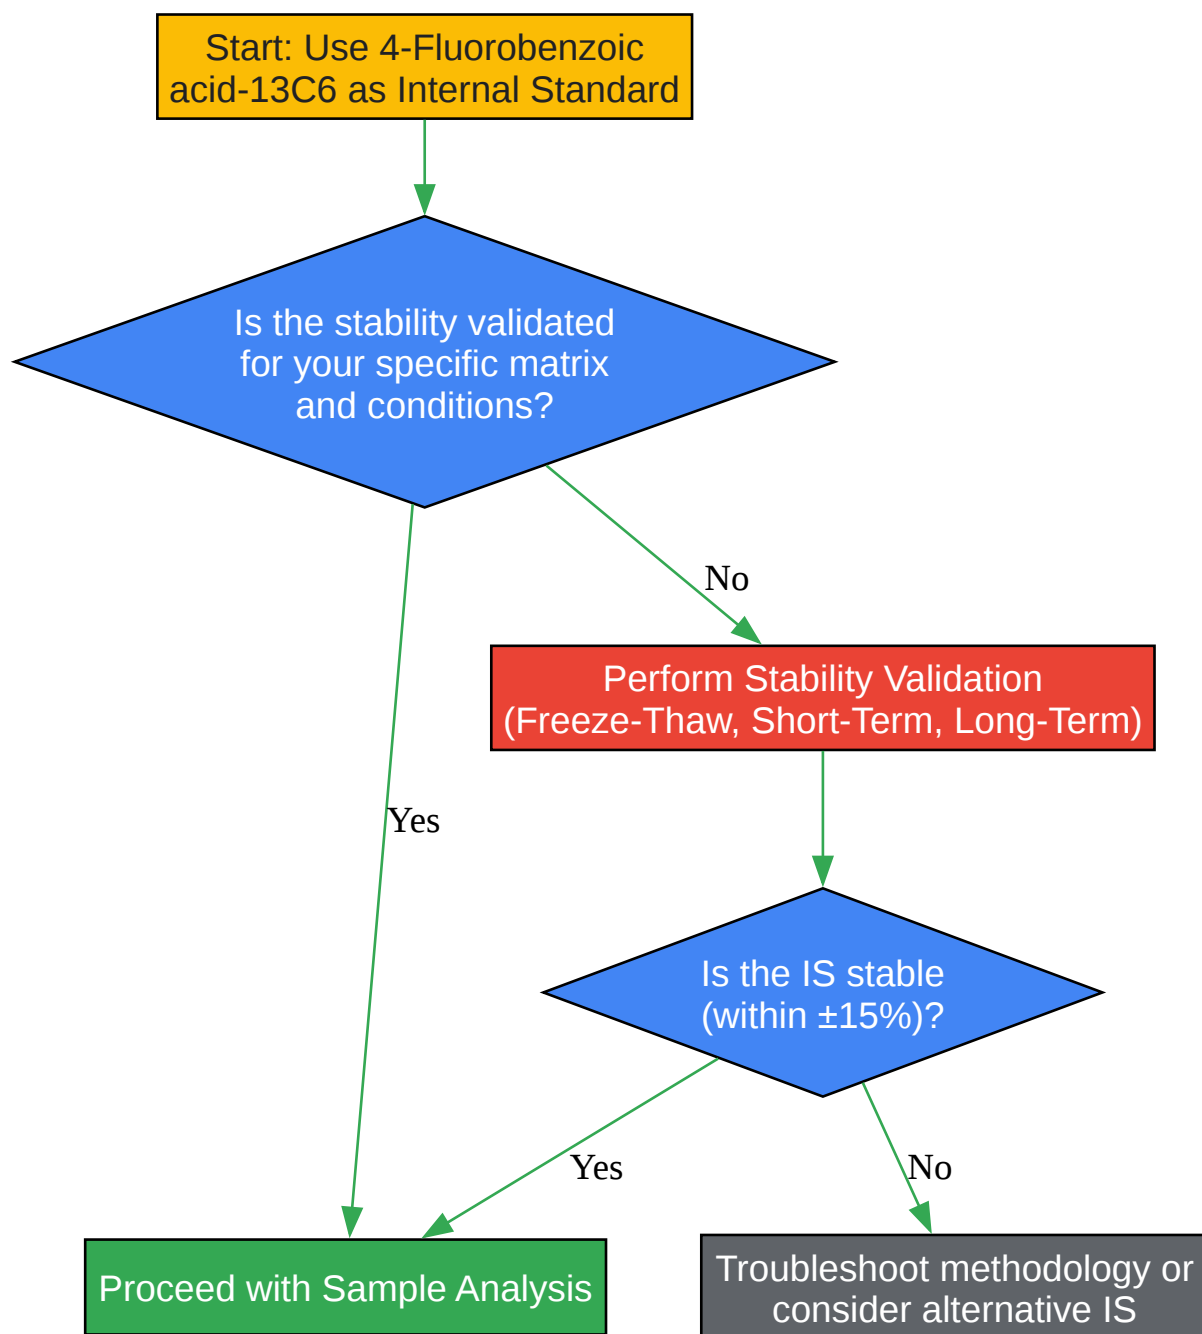 Start: Use 4-Fluorobenzoic
acid-13C6 as Internal Standard
Is the stability validated
for your specific matrix
and conditions?
No
Perform Stability Validation
(Freeze-Thaw, Short-Term, Long-Term)
Yes
Is the IS stable
(within ±15%)?
Yes
No
Proceed with Sample Analysis
Troubleshoot methodology or
consider alternative IS